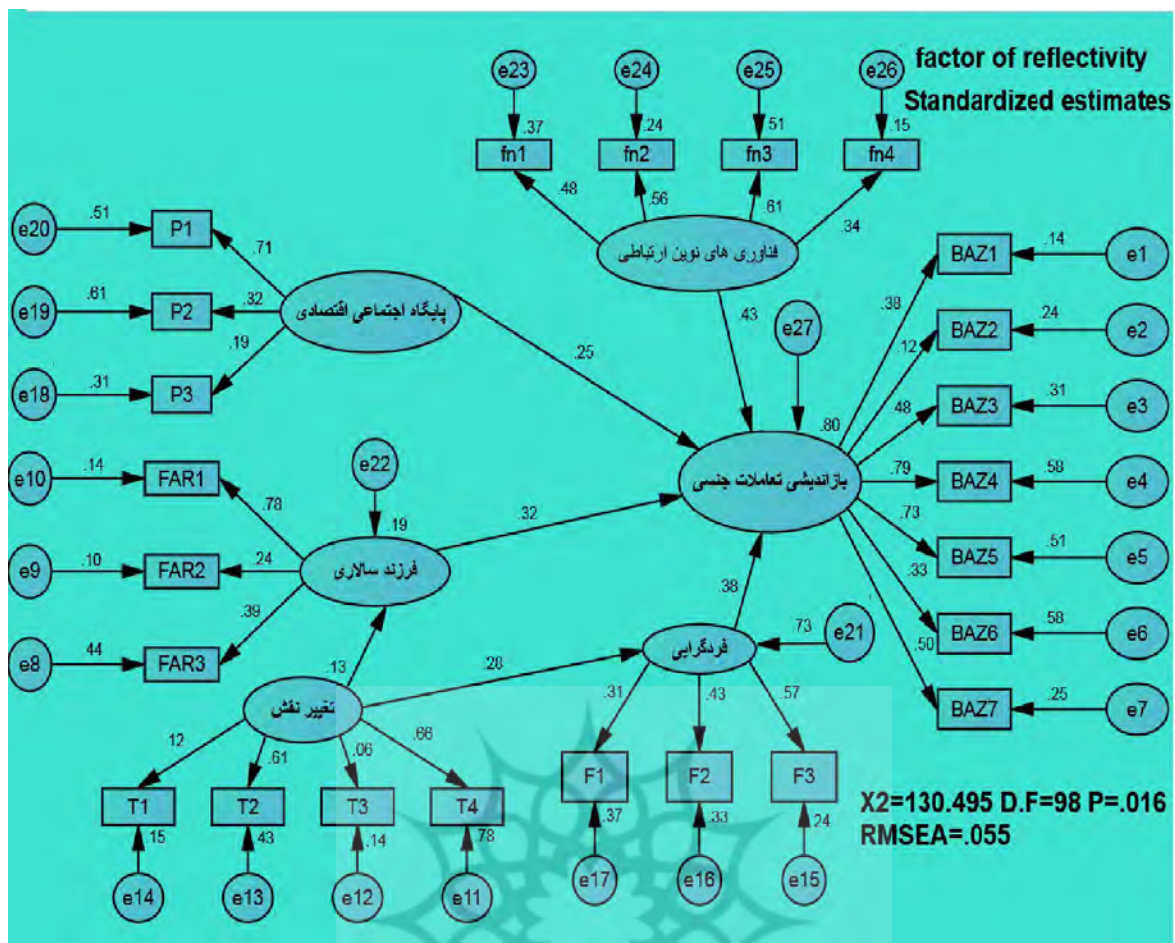 factor of reflectivity
Standardized estimates
e23 e24 e25 e26
.37 .24 .51 .15
fn1 fn2 fn3 fn4
.48 .56 .61 .34
فناوری های نوین ارتباطی
.43
e20 .51 P1 .71
e19 .61 P2 .32
e18 .31 P3 .19
پایگاه اجتماعی اقتصادی
.25
e27
.80
بازاندیشی تعاملات جنسی
.38 BAZ1 .14 e1
.12 BAZ2 .24 e2
.48 BAZ3 .31 e3
.79 BAZ4 .58 e4
.73 BAZ5 .51 e5
.33 BAZ6 .58 e6
.50 BAZ7 .25 e7
e22
.19
e10 .14 FAR1 .78
e9 .10 FAR2 .24
e8 .44 FAR3 .39
فرزند سالاری
.32
.13
تغییر نقش
.28
.38
فردگرایی
.73 e21
.12 .61 .06 .66
T1 T2 T3 T4
.15 .43 .14 .78
e14 e13 e12 e11
.31 .43 .57
F1 F2 F3
.37 .33 .24
e17 e16 e15
X2=130.495 D.F=98 P=.016
RMSEA=.055